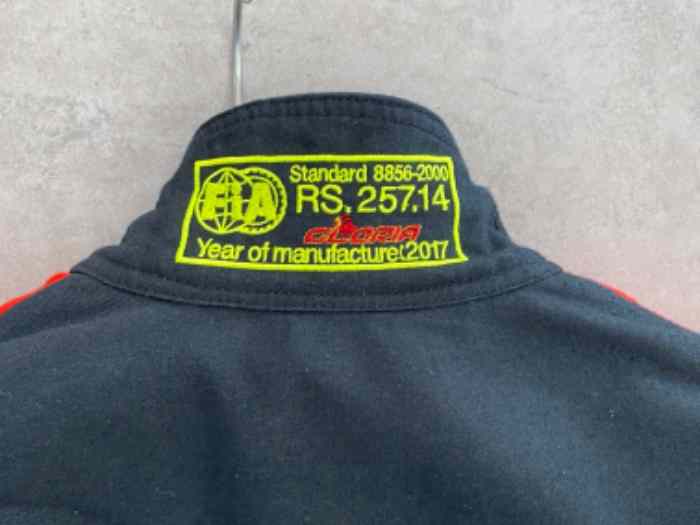 FIA
Standard 8856-2000
RS. 257.14
GLORIA
Year of manufacture:2017